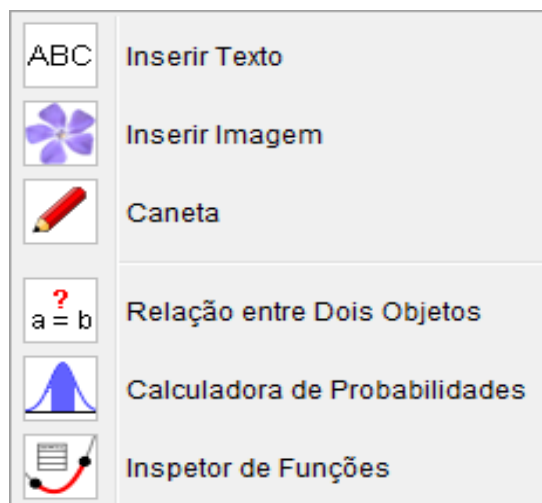 ABC Inserir Texto
Inserir Imagem
Caneta
?
a = b Relação entre Dois Objetos
Calculadora de Probabilidades
Inspetor de Funções